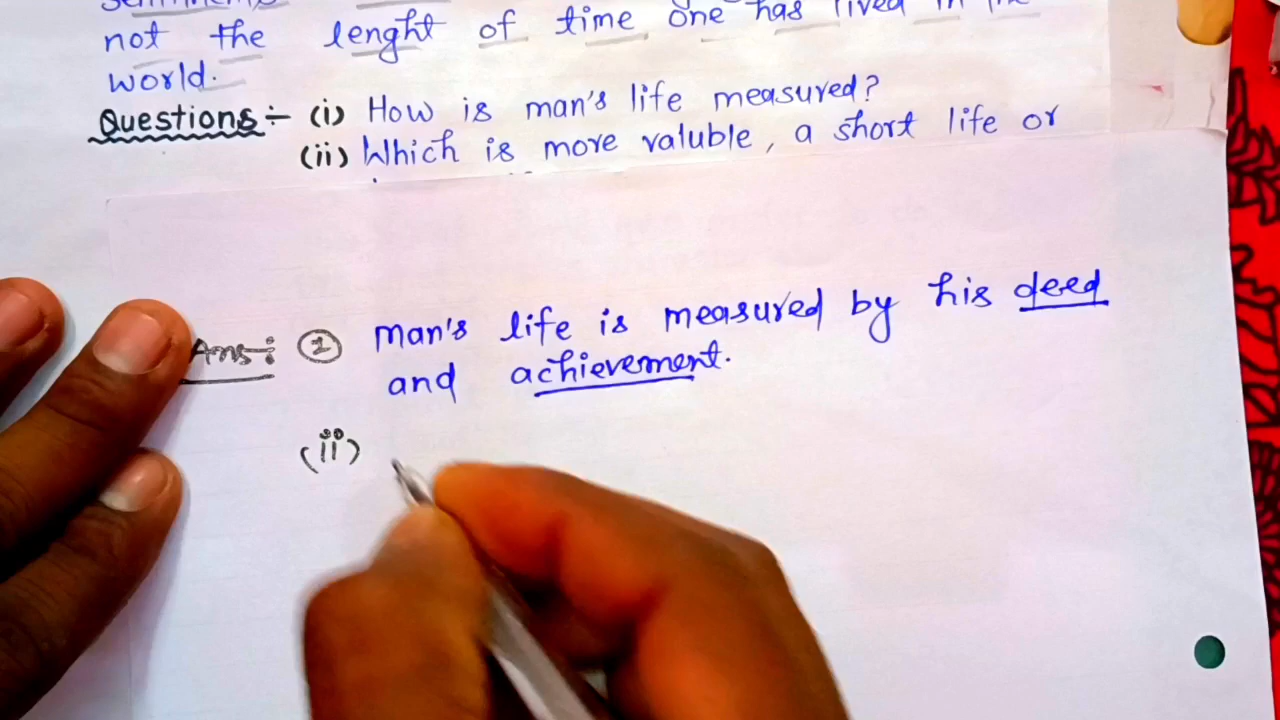 not the lenght of time one has lived in the
world.
Questions:- (i) How is man's life measured?
(ii) Which is more valuble, a short life or
Ans:- (1) man's life is measured by his deed
and achievement.
(ii)